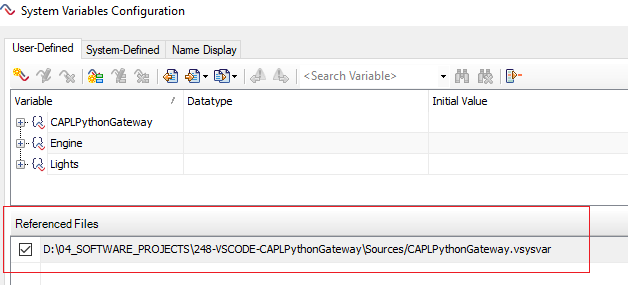 System Variables Configuration
User-Defined System-Defined Name Display
<Search Variable>
Variable Datatype Initial Value
CAPLPythonGateway
Engine
Lights
Referenced Files
D:\04_SOFTWARE_PROJECTS\248-VSCODE-CAPLPythonGateway\Sources/CAPLPythonGateway.vsysvar